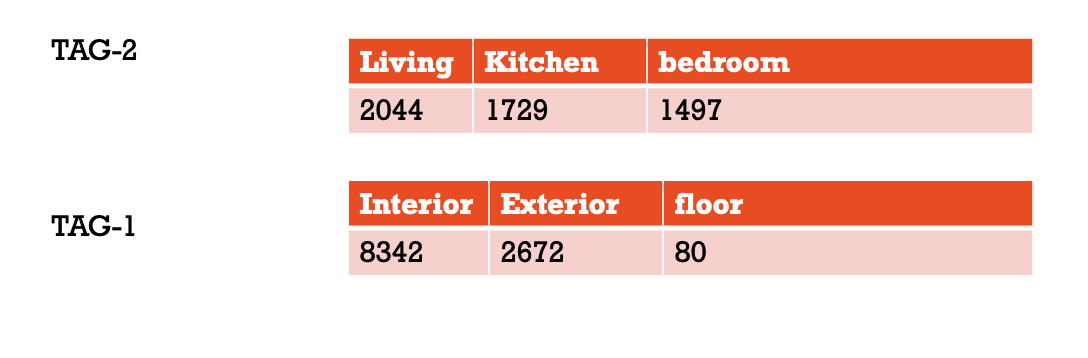 TAG-2
Living Kitchen bedroom
2044 1729 1497
TAG-1
Interior Exterior floor
8342 2672 80